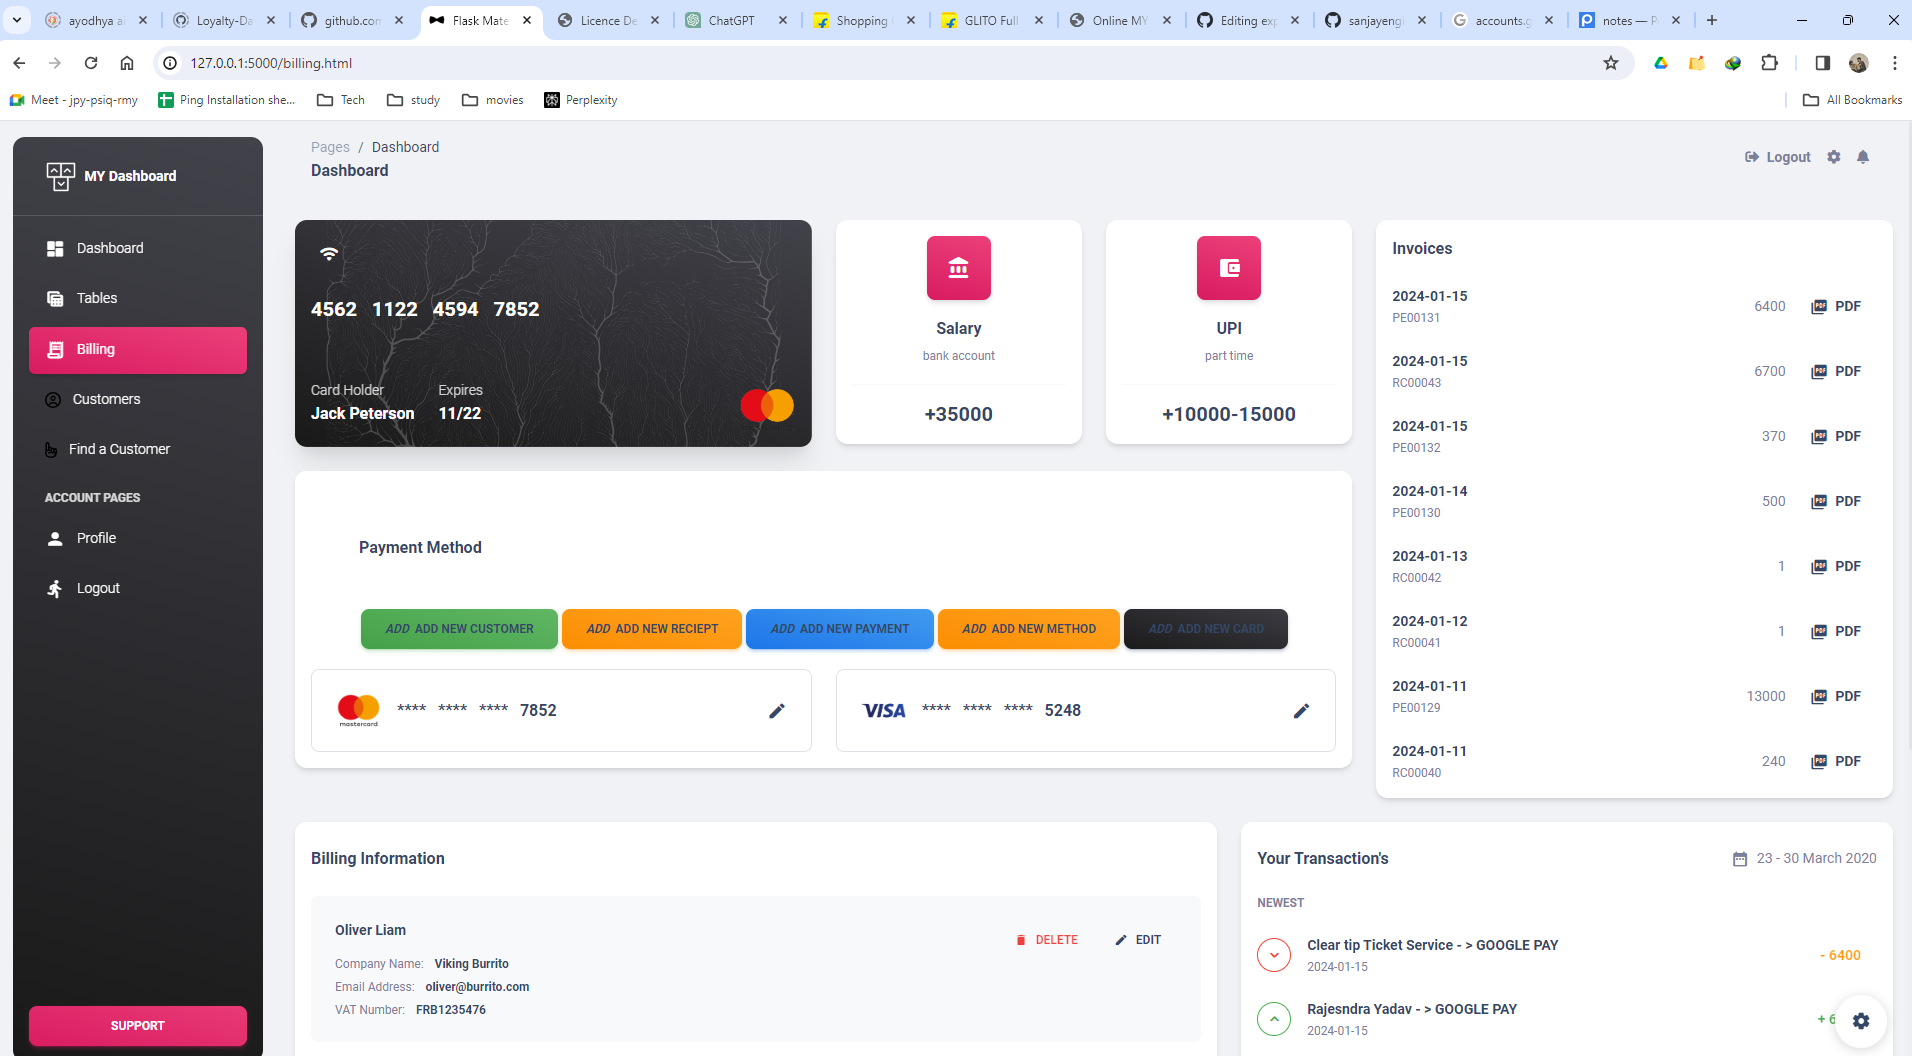 ayodhya a
Loyalty-Da
github.com
Flask Mate
Licence De
ChatGPT
Shopping
GLITO Full
Online MY
Editing exp
sanjayengi
accounts.g
notes — P
127.0.0.1:5000/billing.html
Meet - jpy-psiq-rmy
Ping Installation she...
Tech
study
movies
Perplexity
All Bookmarks
MY Dashboard
Dashboard
Tables
Billing
Customers
Find a Customer
ACCOUNT PAGES
Profile
Logout
SUPPORT
Pages / Dashboard
Dashboard
Logout
4562 1122 4594 7852
Card Holder Expires
Jack Peterson 11/22
Salary
bank account
+35000
UPI
part time
+10000-15000
Invoices
2024-01-15
PE00131
6400 PDF
2024-01-15
RC00043
6700 PDF
2024-01-15
PE00132
370 PDF
2024-01-14
PE00130
500 PDF
2024-01-13
RC00042
1 PDF
2024-01-12
RC00041
1 PDF
2024-01-11
PE00129
13000 PDF
2024-01-11
RC00040
240 PDF
Payment Method
ADD ADD NEW CUSTOMER
ADD ADD NEW RECIEPT
ADD ADD NEW PAYMENT
ADD ADD NEW METHOD
ADD ADD NEW CARD
mastercard
**** **** **** 7852
VISA
**** **** **** 5248
Billing Information
Oliver Liam
DELETE EDIT
Company Name: Viking Burrito
Email Address: oliver@burrito.com
VAT Number: FRB1235476
Your Transaction's
23 - 30 March 2020
NEWEST
Clear tip Ticket Service - > GOOGLE PAY
2024-01-15
- 6400
Rajesndra Yadav - > GOOGLE PAY
2024-01-15
+ 6